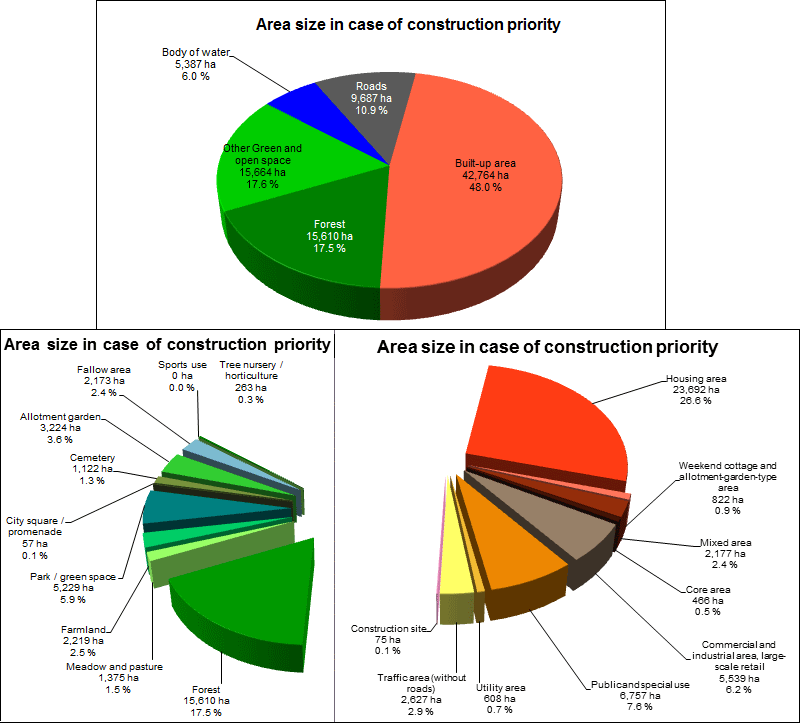 Area size in case of construction priority
Body of water
5,387 ha
6.0 %
Roads
9,687 ha
10.9 %
Other Green and
open space
15,664 ha
17.6 %
Built-up area
42,764 ha
48.0 %
Forest
15,610 ha
17.5 %
Area size in case of construction priority
Fallow area
2,173 ha
2.4 %
Sports use
0 ha
0.0 %
Tree nursery /
horticulture
263 ha
0.3 %
Allotment garden
3,224 ha
3.6 %
Cemetery
1,122 ha
1.3 %
City square /
promenade
57 ha
0.1 %
Park / green space
5,229 ha
5.9 %
Farmland
2,219 ha
2.5 %
Meadow and pasture
1,375 ha
1.5 %
Forest
15,610 ha
17.5 %
Area size in case of construction priority
Housing area
23,692 ha
26.6 %
Weekend cottage and
allotment-garden-type
area
822 ha
0.9 %
Mixed area
2,177 ha
2.4 %
Core area
466 ha
0.5 %
Commercial and
industrial area, large-
scale retail
5,539 ha
6.2 %
Public and special use
6,757 ha
7.6 %
Utility area
608 ha
0.7 %
Traffic area (without
roads)
2,627 ha
2.9 %
Construction site
75 ha
0.1 %